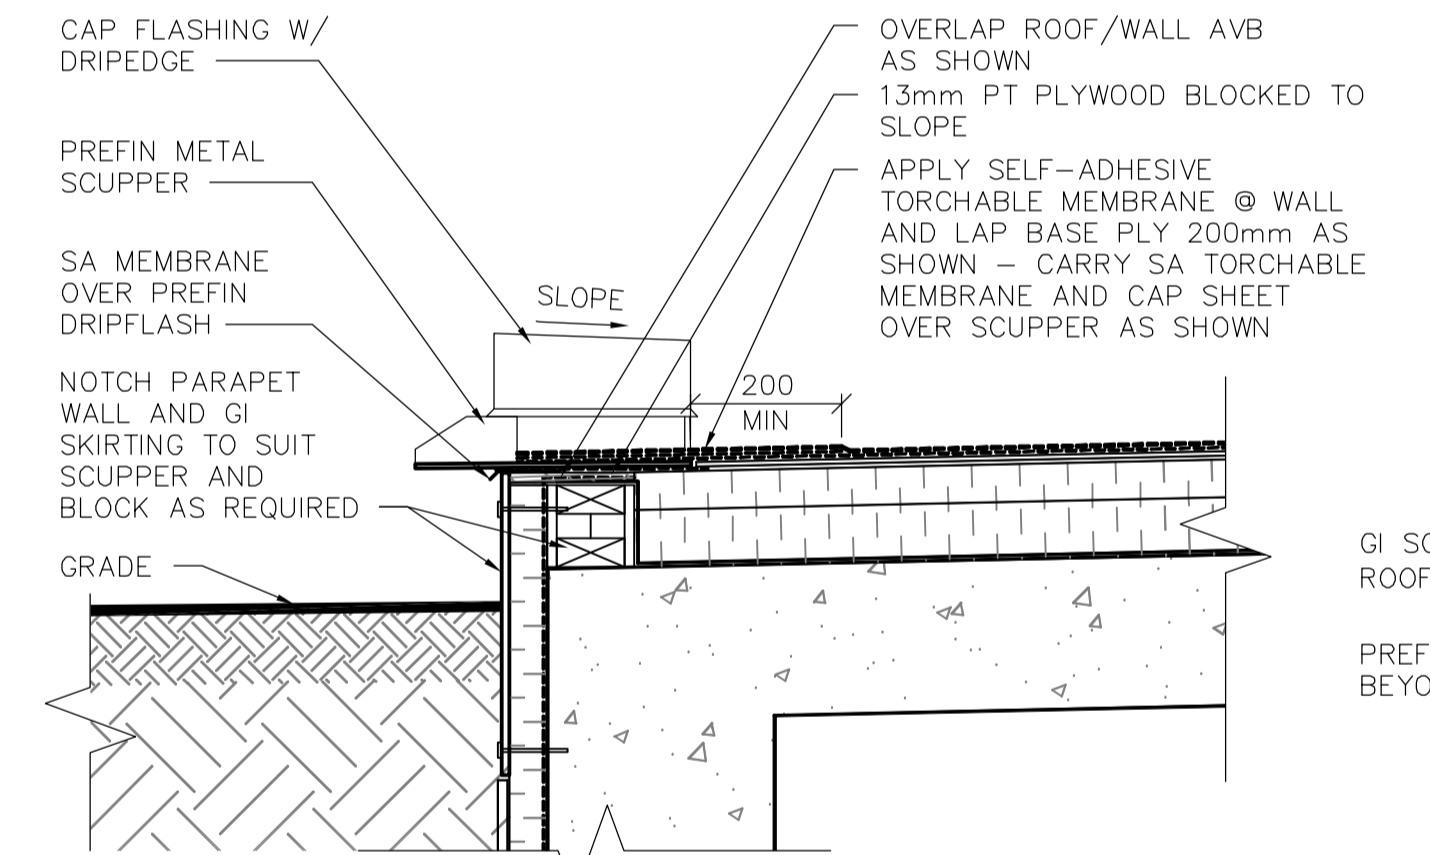 CAP FLASHING W/
DRIPEDGE
PREFIN METAL
SCUPPER
SA MEMBRANE
OVER PREFIN
DRIPFLASH
NOTCH PARAPET
WALL AND GI
SKIRTING TO SUIT
SCUPPER AND
BLOCK AS REQUIRED
GRADE
SLOPE
200
MIN
OVERLAP ROOF/WALL AVB
AS SHOWN
13mm PT PLYWOOD BLOCKED TO
SLOPE
APPLY SELF-ADHESIVE
TORCHABLE MEMBRANE @ WALL
AND LAP BASE PLY 200mm AS
SHOWN – CARRY SA TORCHABLE
MEMBRANE AND CAP SHEET
OVER SCUPPER AS SHOWN
GI
ROOF